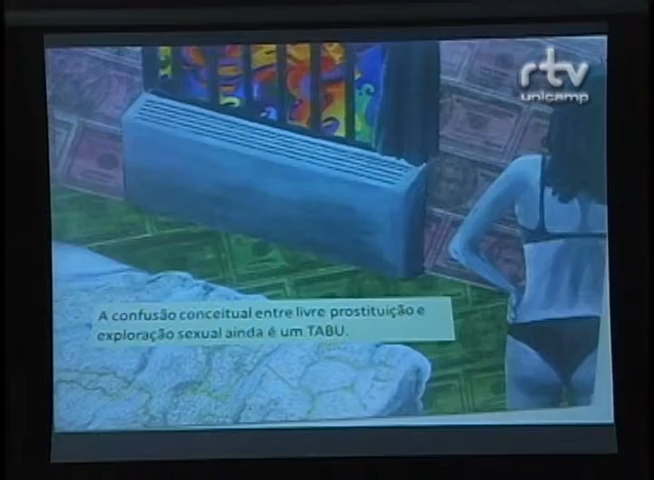 rtv
unicamp
A confusão conceitual entre livre prostituição e
exploração sexual ainda é um TABU.